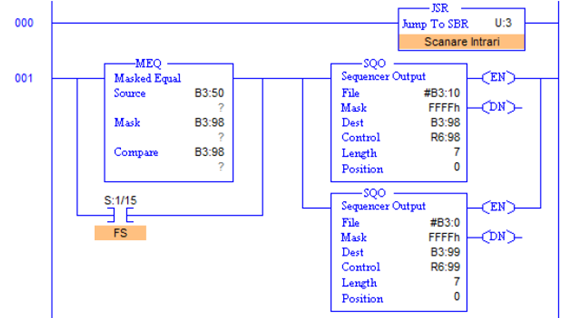 000
JSR
Jump To SBR U:3
Scanare Intrari
001
MEQ
Masked Equal
Source B3:50
?
Mask B3:98
?
Compare B3:98
?
S:1/15
FS
SQO
Sequencer Output
File #B3:10
Mask FFFFh
Dest B3:98
Control R6:98
Length 7
Position 0
EN
DN
SQO
Sequencer Output
File #B3:0
Mask FFFFh
Dest B3:99
Control R6:99
Length 7
Position 0
EN
DN